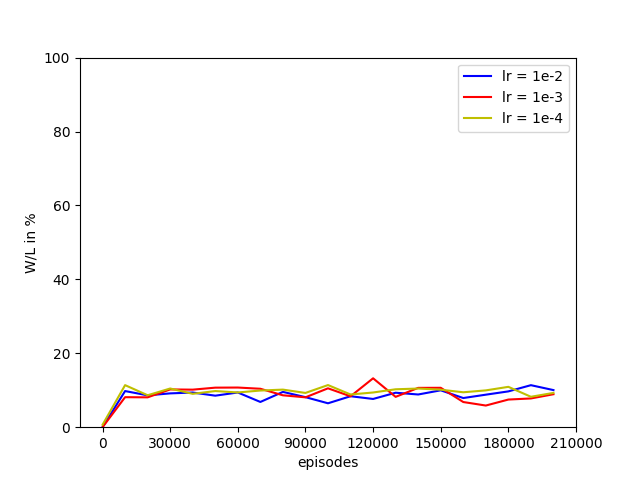 100
80
60
40
20
0
W/L in %
lr = 1e-2
lr = 1e-3
lr = 1e-4
0 30000 60000 90000 120000 150000 180000 210000
episodes